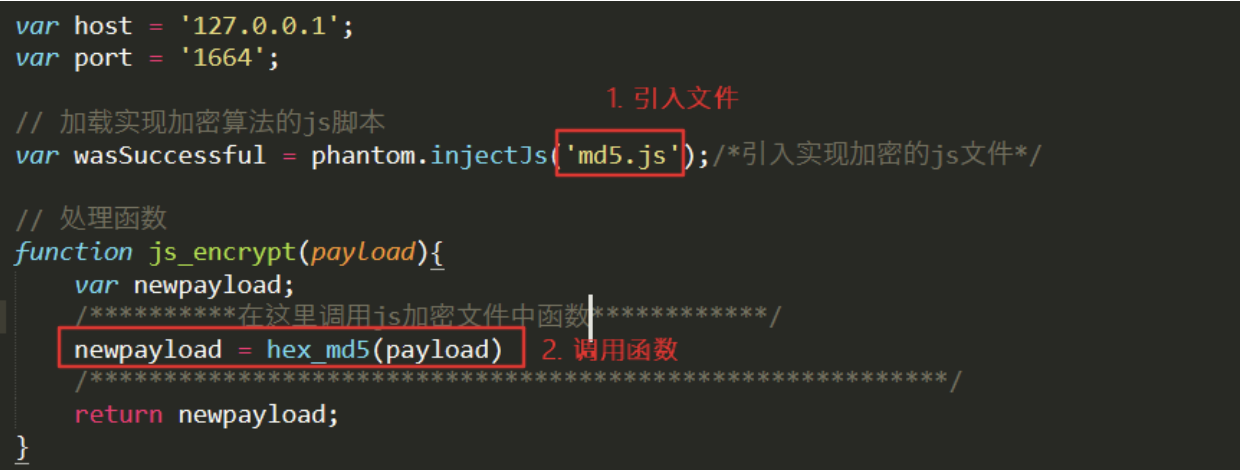 var host = '127.0.0.1';
var port = '1664';
1. 引入文件
// 加载实现加密算法的js脚本
var wasSuccessful = phantom.injectJs('md5.js');/*引入实现加密的js文件*/
// 处理函数
function js_encrypt(payload){
var newpayload;
/**********在这里调用js加密文件中函数************/
newpayload = hex_md5(payload)
2. 调用函数
/**********************************************************/
return newpayload;
}